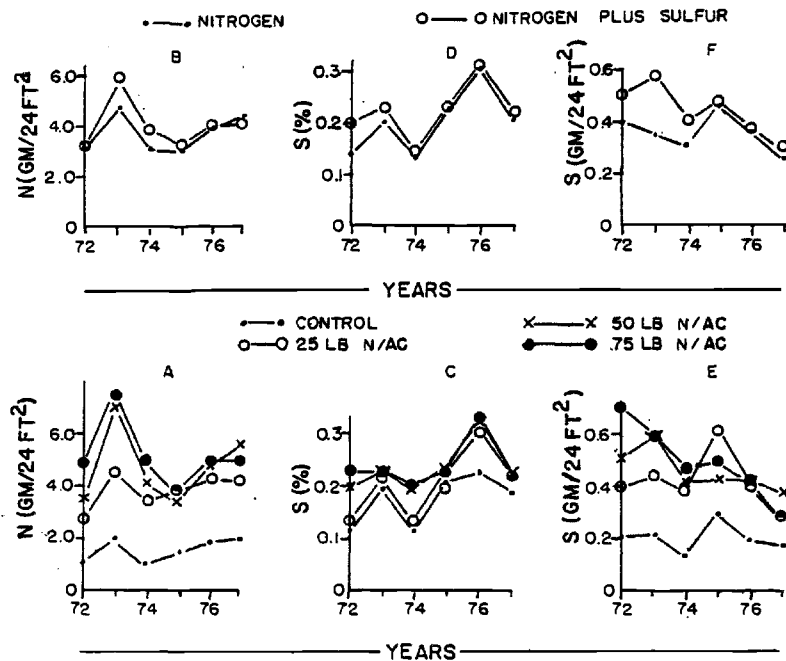 NITROGEN
NITROGEN PLUS SULFUR
B
D
F
N (GM/24FT²)
6.0
4.0
2.0
0
72 74 76
S (%)
0.3
0.2
0.1
0
72 74 76
S (GM/24 FT²)
0.6
0.4
0.2
0
72 74 76
YEARS
CONTROL
50 LB N/AC
25 LB N/AC
.75 LB N/AC
A
C
E
N (GM/24 FT²)
6.0
4.0
2.0
0
72 74 76
S (%)
0.3
0.2
0.1
0
72 74 76
S (GM/24 FT²)
0.6
0.4
0.2
0
72 74 76
YEARS